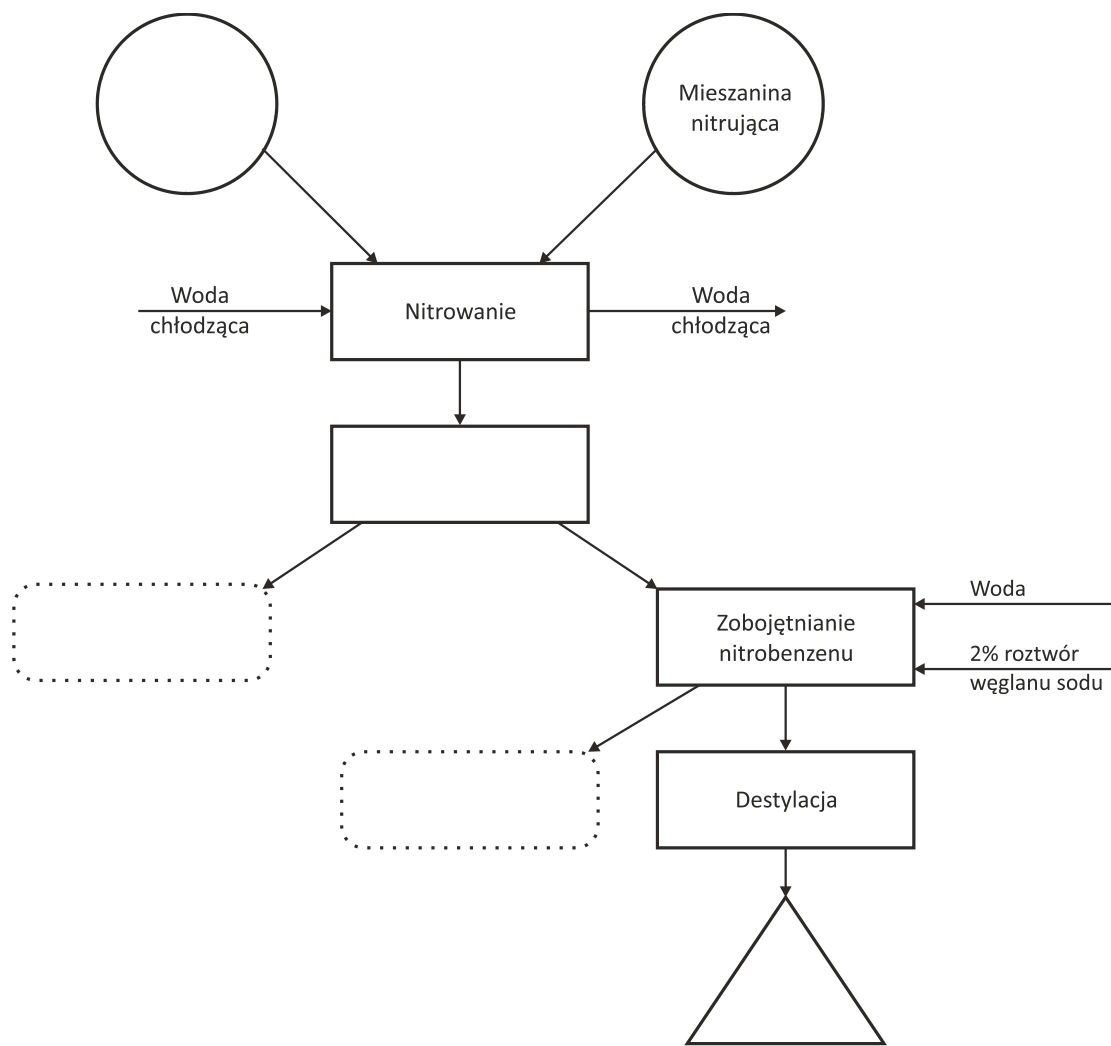 Mieszanina
nitrująca
Woda
chłodząca
Nitrowanie
Woda
chłodząca
Zobojętnianie
nitrobenzenu
Woda
2% roztwór
węglanu sodu
Destylacja